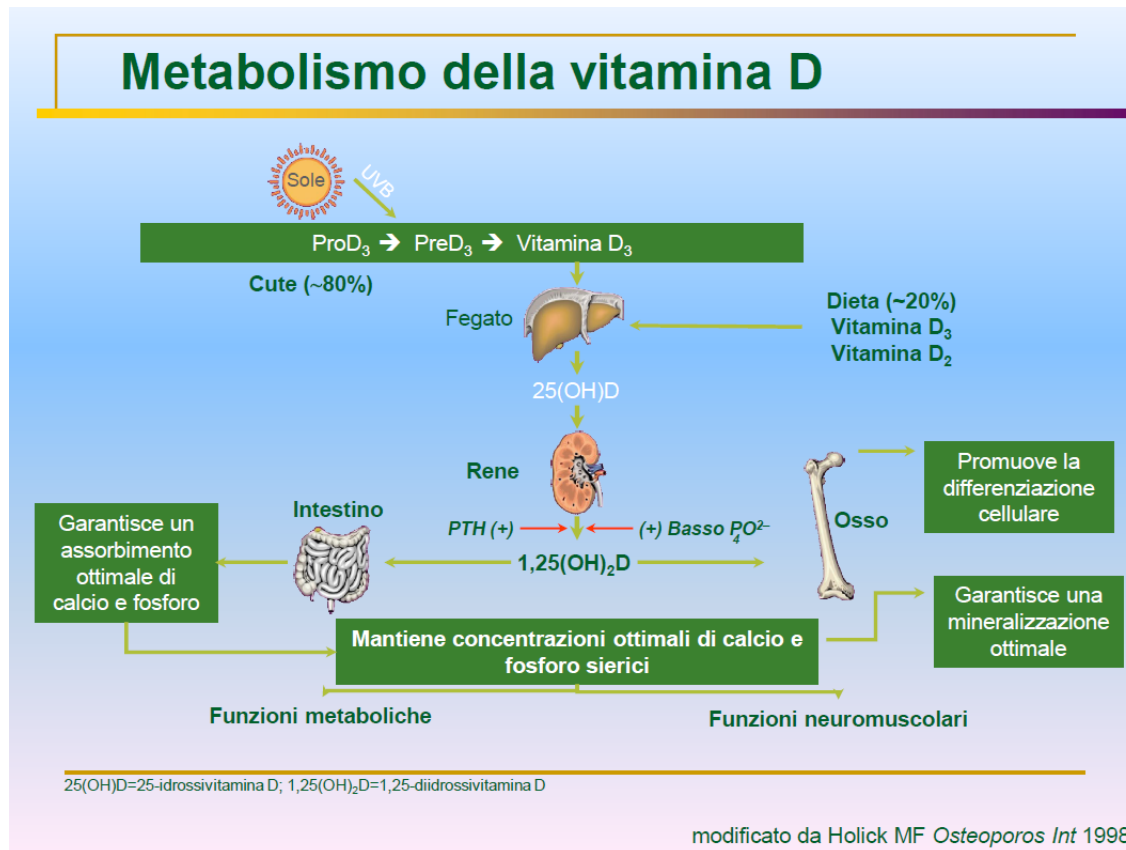 Metabolismo della vitamina D
Sole
UVB
ProD₃ ➔ PreD₃ ➔ Vitamina D₃
Cute (~80%)
Fegato
Dieta (~20%)
Vitamina D₃
Vitamina D₂
25(OH)D
Rene
Intestino
PTH (+)
(+) Basso P₄O²⁻
Osso
1,25(OH)₂D
Garantisce un
assorbimento
ottimale di
calcio e fosforo
Promuove la
differenziazione
cellulare
Garantisce una
mineralizzazione
ottimale
Mantiene concentrazioni ottimali di calcio e
fosforo sierici
Funzioni metaboliche
Funzioni neuromuscolari
25(OH)D=25-idrossivitamina D; 1,25(OH)₂D=1,25-diidrossivitamina D
modificato da Holick MF Osteoporos Int 1998